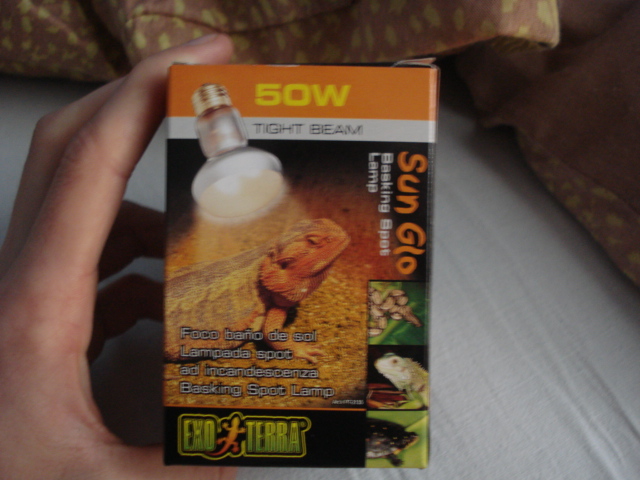 50W
TIGHT BEAM
Sun Glo
Basking Spot
Lamp
Foco baño de sol
Lampada spot
ad incandescenza
Basking Spot Lamp
EXO TERRA